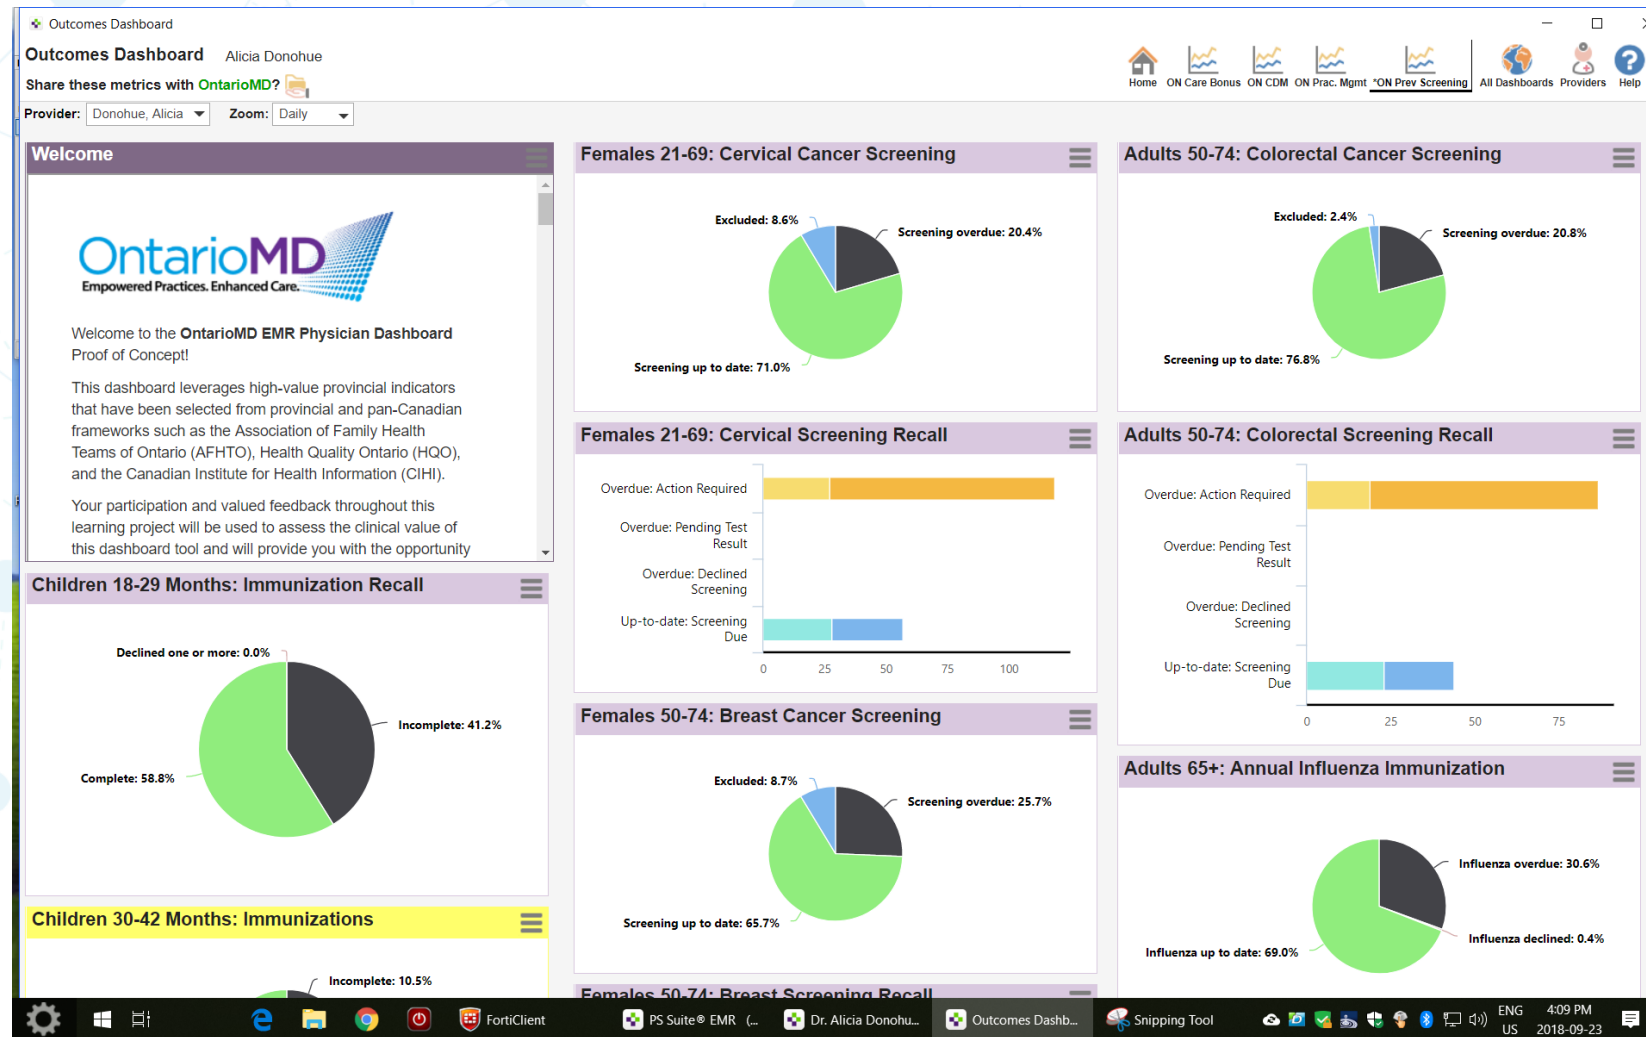 Outcomes Dashboard
Outcomes Dashboard Alicia Donohue
Share these metrics with OntarioMD?
Home ON Care Bonus ON CDM ON Prac. Mgmt *ON Prev Screening All Dashboards Providers Help
Provider: Donohue, Alicia Zoom: Daily
Welcome
OntarioMD
Empowered Practices. Enhanced Care.
Welcome to the OntarioMD EMR Physician Dashboard
Proof of Concept!
This dashboard leverages high-value provincial indicators
that have been selected from provincial and pan-Canadian
frameworks such as the Association of Family Health
Teams of Ontario (AFHTO), Health Quality Ontario (HQO),
and the Canadian Institute for Health Information (CIHI).
Your participation and valued feedback throughout this
learning project will be used to assess the clinical value of
this dashboard tool and will provide you with the opportunity
Children 18-29 Months: Immunization Recall
Declined one or more: 0.0%
Incomplete: 41.2%
Complete: 58.8%
Children 30-42 Months: Immunizations
Incomplete: 10.5%
Females 21-69: Cervical Cancer Screening
Excluded: 8.6%
Screening overdue: 20.4%
Screening up to date: 71.0%
Females 21-69: Cervical Screening Recall
Overdue: Action Required
Overdue: Pending Test
Result
Overdue: Declined
Screening
Up-to-date: Screening
Due
0 25 50 75 100
Females 50-74: Breast Cancer Screening
Excluded: 8.7%
Screening overdue: 25.7%
Screening up to date: 65.7%
Females 50-74: Breast Screening Recall
Adults 50-74: Colorectal Cancer Screening
Excluded: 2.4%
Screening overdue: 20.8%
Screening up to date: 76.8%
Adults 50-74: Colorectal Screening Recall
Overdue: Action Required
Overdue: Pending Test
Result
Overdue: Declined
Screening
Up-to-date: Screening
Due
0 25 50 75
Adults 65+: Annual Influenza Immunization
Influenza overdue: 30.6%
Influenza declined: 0.4%
Influenza up to date: 69.0%
FortiClient PS Suite® EMR (... Dr. Alicia Donohu... Outcomes Dashb... Snipping Tool ENG 4:09 PM
US 2018-09-23